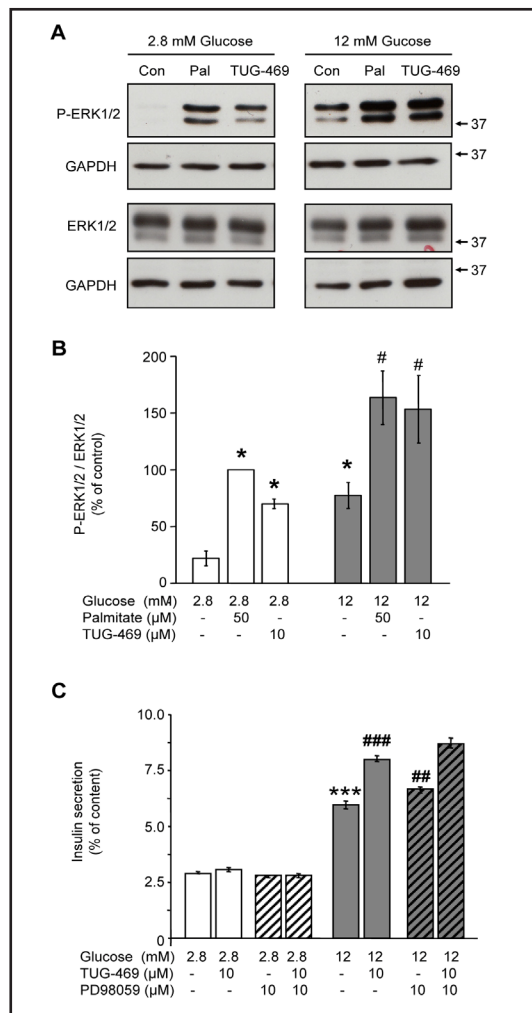 A
2.8 mM Glucose
12 mM Gucose
Con Pal TUG-469
Con Pal TUG-469
P-ERK1/2
37
GAPDH
37
ERK1/2
37
GAPDH
37
B
P-ERK1/2 / ERK1/2
(% of control)
200
150
100
50
0
* * * # #
Glucose (mM) 2.8 2.8 2.8 12 12 12
Palmitate (µM) - 50 - - 50 -
TUG-469 (µM) - - 10 - - 10
C
Insulin secretion
(% of content)
10.0
7.5
5.0
2.5
0
*** ### ##
Glucose (mM) 2.8 2.8 2.8 2.8 12 12 12 12
TUG-469 (µM) - 10 - 10 - 10 - 10
PD98059 (µM) - - 10 10 - - 10 10